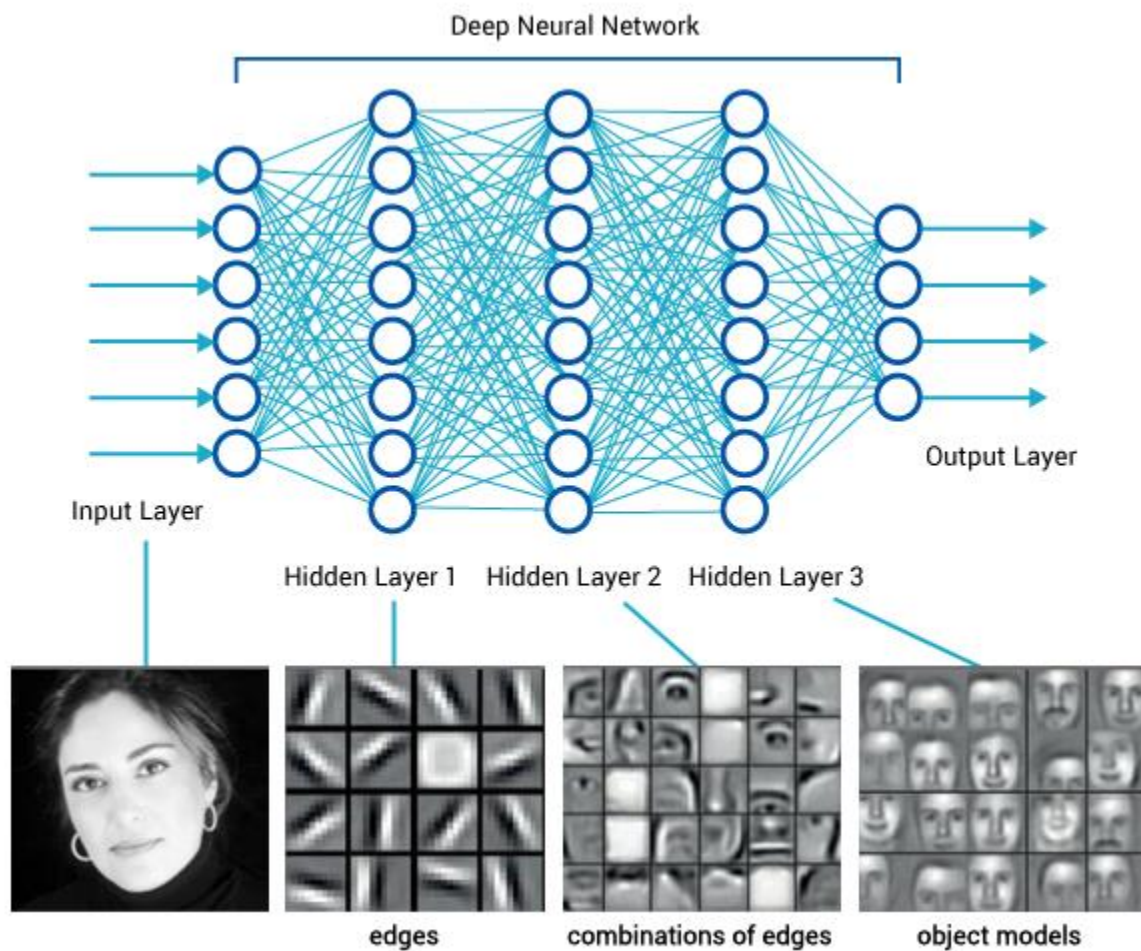 Deep Neural Network
Input Layer
Output Layer
Hidden Layer 1
Hidden Layer 2
Hidden Layer 3
edges
combinations of edges
object models